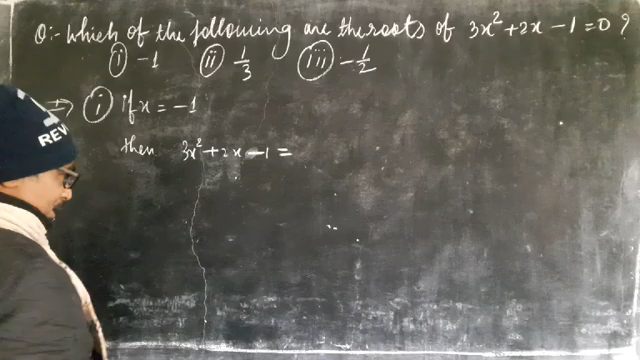 Q:- Which of the following are the roots of 3x²+2x-1=0?
(i) -1 (ii) 1/3 (iii) -1/2
⇒ (i) if x = -1
then 3x²+2x-1=
REV